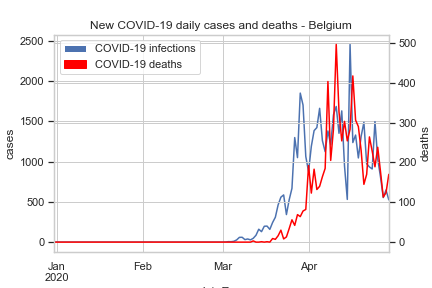 New COVID-19 daily cases and deaths - Belgium
COVID-19 infections
COVID-19 deaths
2500
2000
1500
1000
500
0
cases
500
400
300
200
100
0
deaths
Jan
2020
Feb
Mar
Apr